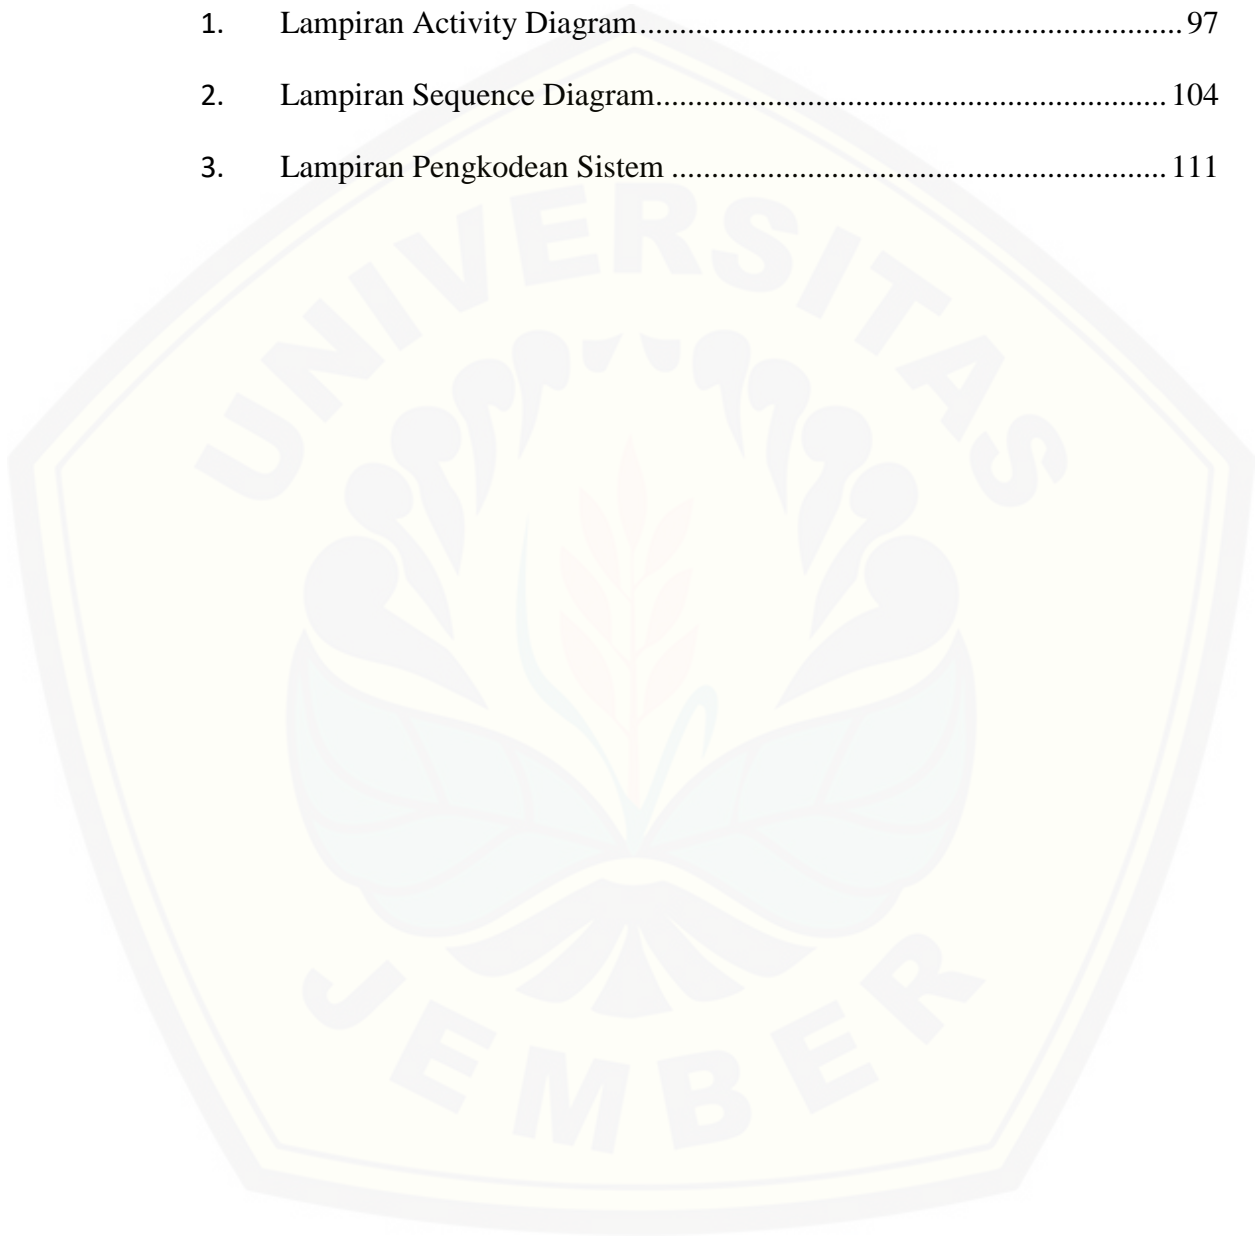 1. Lampiran Activity Diagram.................................................................... 97
2. Lampiran Sequence Diagram................................................................ 104
3. Lampiran Pengkodean Sistem .............................................................. 111
UNIVERSITAS
JEMBER